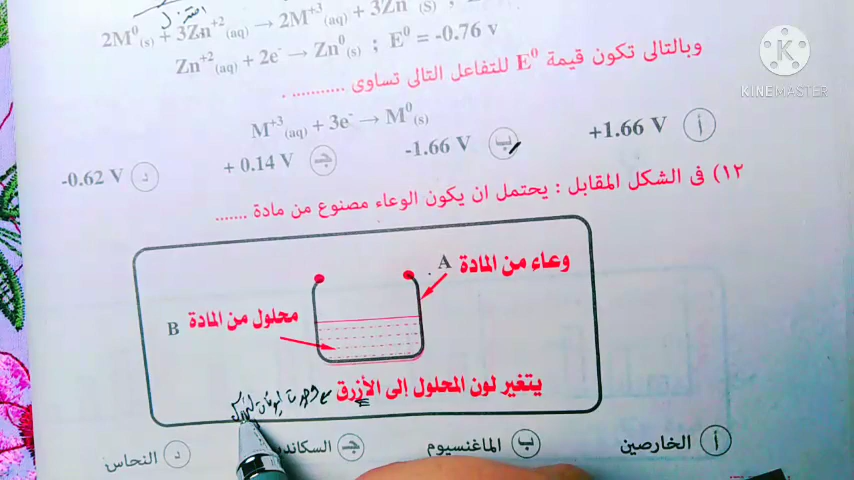 2M⁰(s) + 3Zn⁺²(aq) → 2M⁺³(aq) + 3Zn⁰(S) ;
Zn⁺²(aq) + 2e⁻ → Zn⁰(s) ; E⁰ = -0.76 v
وبالتالى تكون قيمة E⁰ للتفاعل التالى تساوى ............ .
M⁺³(aq) + 3e⁻ → M⁰(s)
أ +1.66 V
ب -1.66 V
جـ + 0.14 V
د -0.62 V
١٢) فى الشكل المقابل : يحتمل ان يكون الوعاء مصنوع من مادة .......
وعاء من المادة A
محلول من المادة B
يتغير لون المحلول الى الأزرق
أ الخارصين
ب الماغنسيوم
جـ السكاند
د النحاس
KINEMASTER